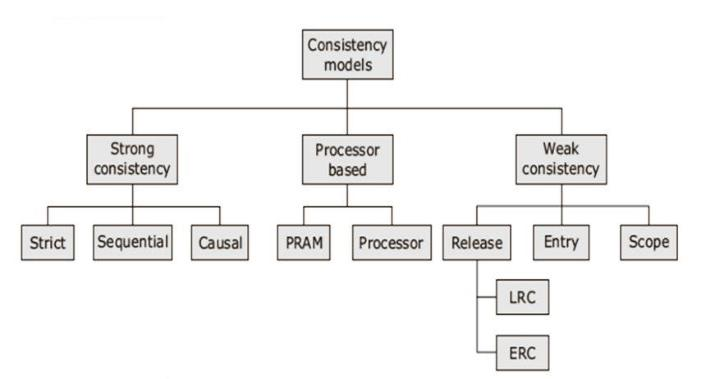 Consistency
models
Strong
consistency
Processor
based
Weak
consistency
Strict
Sequential
Causal
PRAM
Processor
Release
Entry
Scope
LRC
ERC